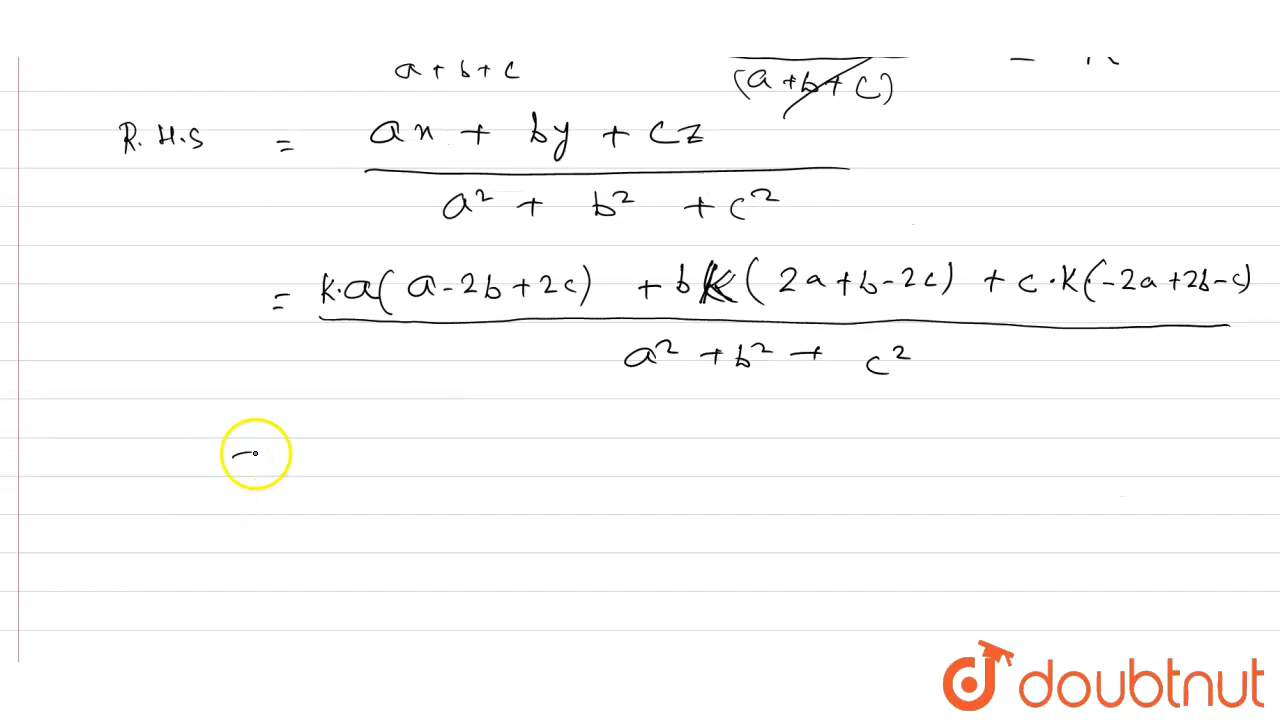 a + b + c    (a + b + c)    =
R.H.S = ax + by + cz
a² + b² + c²
= k.a(a - 2b + 2c) + bk(2a + b - 2c) + c.k(-2a + 2b - c)
a² + b² + c²
doubtnut